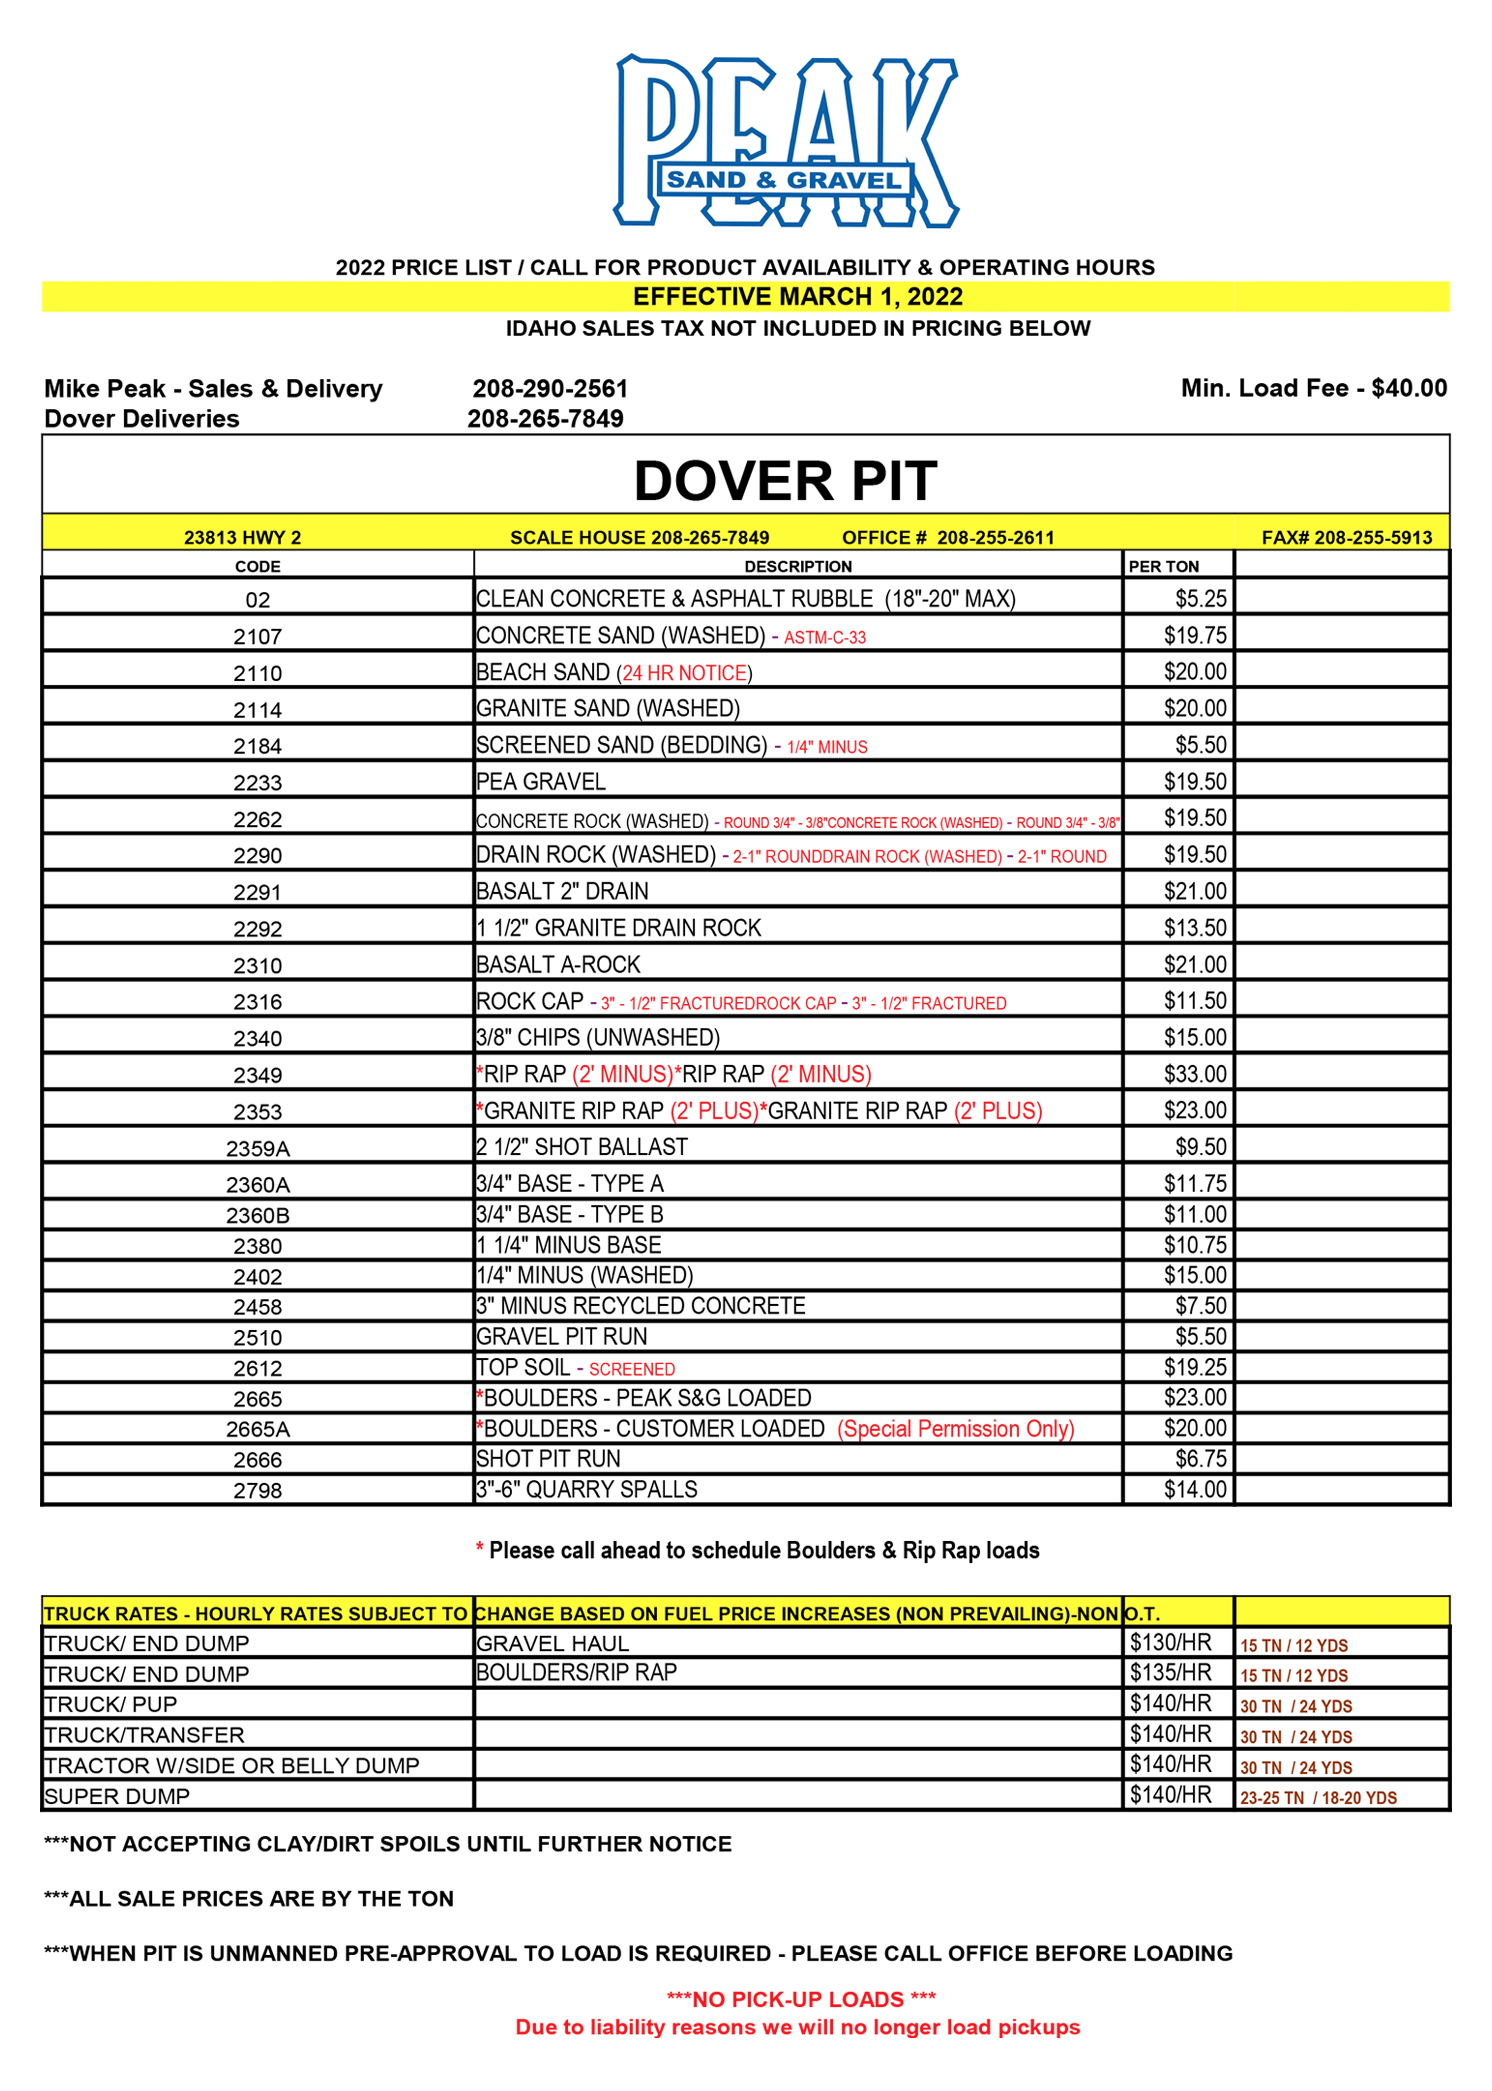 PEAK
SAND & GRAVEL
2022 PRICE LIST / CALL FOR PRODUCT AVAILABILITY & OPERATING HOURS
EFFECTIVE MARCH 1, 2022
IDAHO SALES TAX NOT INCLUDED IN PRICING BELOW
Mike Peak - Sales & Delivery 208-290-2561 Min. Load Fee - $40.00
Dover Deliveries 208-265-7849
DOVER PIT
23813 HWY 2 SCALE HOUSE 208-265-7849 OFFICE # 208-255-2611 FAX# 208-255-5913
CODE DESCRIPTION PER TON
02 CLEAN CONCRETE & ASPHALT RUBBLE (18"-20" MAX) $5.25
2107 CONCRETE SAND (WASHED) - ASTM-C-33 $19.75
2110 BEACH SAND (24 HR NOTICE) $20.00
2114 GRANITE SAND (WASHED) $20.00
2184 SCREENED SAND (BEDDING) - 1/4" MINUS $5.50
2233 PEA GRAVEL $19.50
2262 CONCRETE ROCK (WASHED) - ROUND 3/4" - 3/8"CONCRETE ROCK (WASHED) - ROUND 3/4" - 3/8" $19.50
2290 DRAIN ROCK (WASHED) - 2-1" ROUNDDRAIN ROCK (WASHED) - 2-1" ROUND $19.50
2291 BASALT 2" DRAIN $21.00
2292 1 1/2" GRANITE DRAIN ROCK $13.50
2310 BASALT A-ROCK $21.00
2316 ROCK CAP - 3" - 1/2" FRACTUREDROCK CAP - 3" - 1/2" FRACTURED $11.50
2340 3/8" CHIPS (UNWASHED) $15.00
2349 *RIP RAP (2' MINUS)*RIP RAP (2' MINUS) $33.00
2353 *GRANITE RIP RAP (2' PLUS)*GRANITE RIP RAP (2' PLUS) $23.00
2359A 2 1/2" SHOT BALLAST $9.50
2360A 3/4" BASE - TYPE A $11.75
2360B 3/4" BASE - TYPE B $11.00
2380 1 1/4" MINUS BASE $10.75
2402 1/4" MINUS (WASHED) $15.00
2458 3" MINUS RECYCLED CONCRETE $7.50
2510 GRAVEL PIT RUN $5.50
2612 TOP SOIL - SCREENED $19.25
2665 *BOULDERS - PEAK S&G LOADED $23.00
2665A *BOULDERS - CUSTOMER LOADED (Special Permission Only) $20.00
2666 SHOT PIT RUN $6.75
2798 3"-6" QUARRY SPALLS $14.00
* Please call ahead to schedule Boulders & Rip Rap loads
TRUCK RATES - HOURLY RATES SUBJECT TO CHANGE BASED ON FUEL PRICE INCREASES (NON PREVAILING)-NON O.T.
TRUCK/ END DUMP GRAVEL HAUL $130/HR 15 TN / 12 YDS
TRUCK/ END DUMP BOULDERS/RIP RAP $135/HR 15 TN / 12 YDS
TRUCK/ PUP $140/HR 30 TN / 24 YDS
TRUCK/TRANSFER $140/HR 30 TN / 24 YDS
TRACTOR W/SIDE OR BELLY DUMP $140/HR 30 TN / 24 YDS
SUPER DUMP $140/HR 23-25 TN / 18-20 YDS
***NOT ACCEPTING CLAY/DIRT SPOILS UNTIL FURTHER NOTICE
***ALL SALE PRICES ARE BY THE TON
***WHEN PIT IS UNMANNED PRE-APPROVAL TO LOAD IS REQUIRED - PLEASE CALL OFFICE BEFORE LOADING
***NO PICK-UP LOADS ***
Due to liability reasons we will no longer load pickups